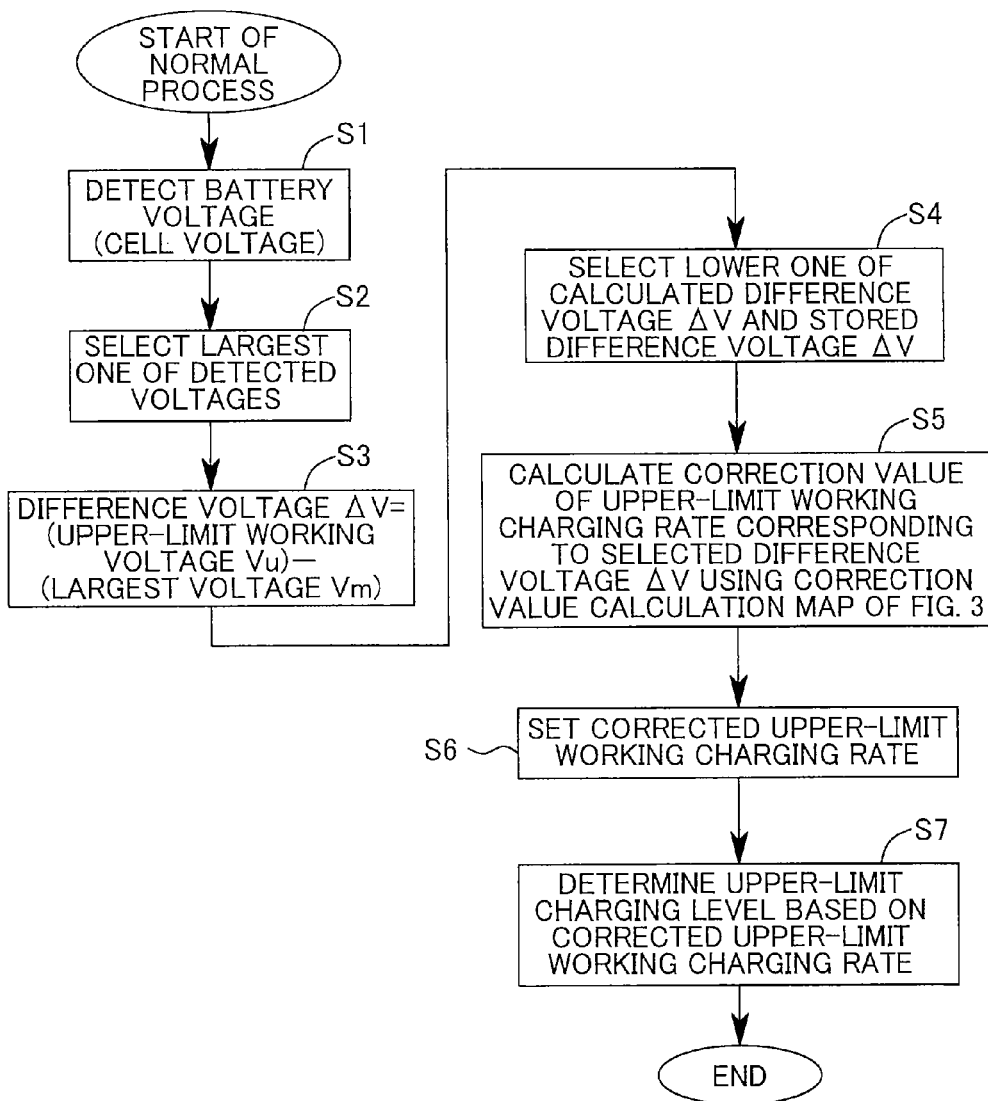 START OF
NORMAL
PROCESS
S1
DETECT BATTERY
VOLTAGE
(CELL VOLTAGE)
S2
SELECT LARGEST
ONE OF DETECTED
VOLTAGES
S3
DIFFERENCE VOLTAGE ΔV=
(UPPER-LIMIT WORKING
VOLTAGE Vu)−
(LARGEST VOLTAGE Vm)
S4
SELECT LOWER ONE OF
CALCULATED DIFFERENCE
VOLTAGE ΔV AND STORED
DIFFERENCE VOLTAGE ΔV
S5
CALCULATE CORRECTION VALUE
OF UPPER-LIMIT WORKING
CHARGING RATE CORRESPONDING
TO SELECTED DIFFERENCE
VOLTAGE ΔV USING CORRECTION
VALUE CALCULATION MAP OF FIG. 3
S6
SET CORRECTED UPPER-LIMIT
WORKING CHARGING RATE
S7
DETERMINE UPPER-LIMIT
CHARGING LEVEL BASED ON
CORRECTED UPPER-LIMIT
WORKING CHARGING RATE
END